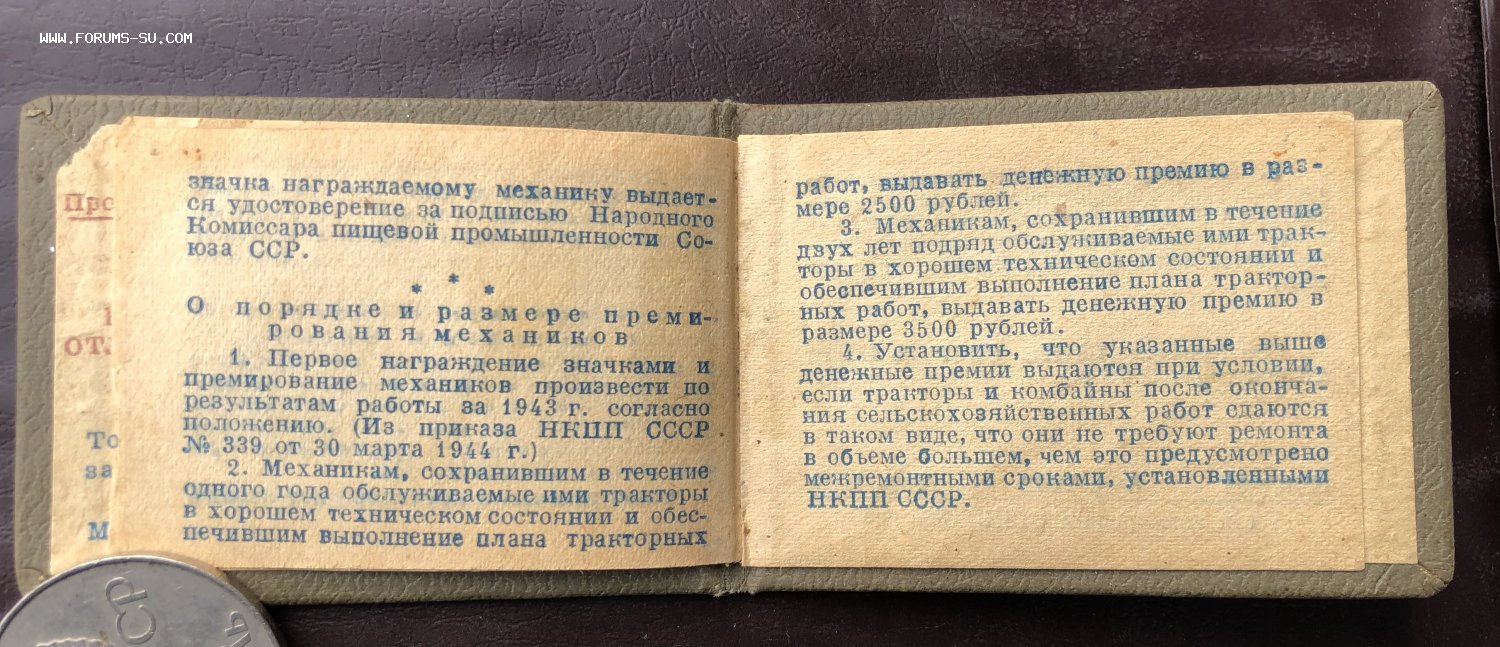 WWW.FORUMS-SU.COM
значка награждаемому механику выдает-
ся удостоверение за подписью Народного
Комиссара пищевой промышленности Со-
юза ССР.
* * *
О порядке и размере преми-
рования механиков
1. Первое награждение значками и
премирование механиков произвести по
результатам работы за 1943 г. согласно
положению. (Из приказа НКПП СССР
№ 339 от 30 марта 1944 г.)
2. Механикам, сохранившим в течение
одного года обслуживаемые ими тракторы
в хорошем техническом состоянии и обес-
печившим выполнение плана тракторных
работ, выдавать денежную премию в раз-
мере 2500 рублей.
3. Механикам, сохранившим в течение
двух лет подряд обслуживаемые ими трак-
торы в хорошем техническом состоянии и
обеспечившим выполнение плана трактор-
ных работ, выдавать денежную премию в
размере 3500 рублей.
4. Установить, что указанные выше
денежные премии выдаются при условии,
если тракторы и комбайны после оконча-
ния сельскохозяйственных работ сдаются
в таком виде, что они не требуют ремонта
в объеме большем, чем это предусмотрено
межремонтными сроками, установленными
НКПП СССР.